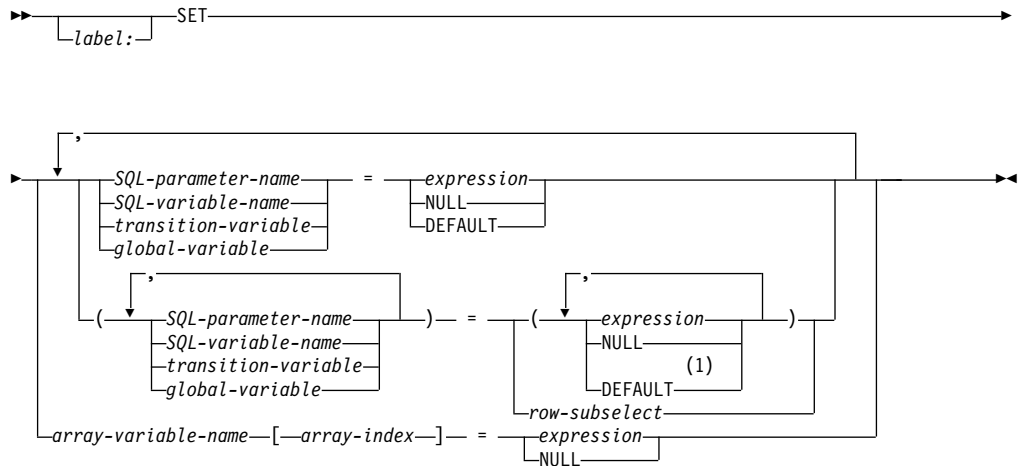 label: SET
,
SQL-parameter-name = expression
SQL-variable-name NULL
transition-variable DEFAULT
global-variable
, ,
( SQL-parameter-name ) = ( expression )
SQL-variable-name NULL
transition-variable (1)
global-variable DEFAULT
row-subselect
array-variable-name [ array-index ] = expression
NULL